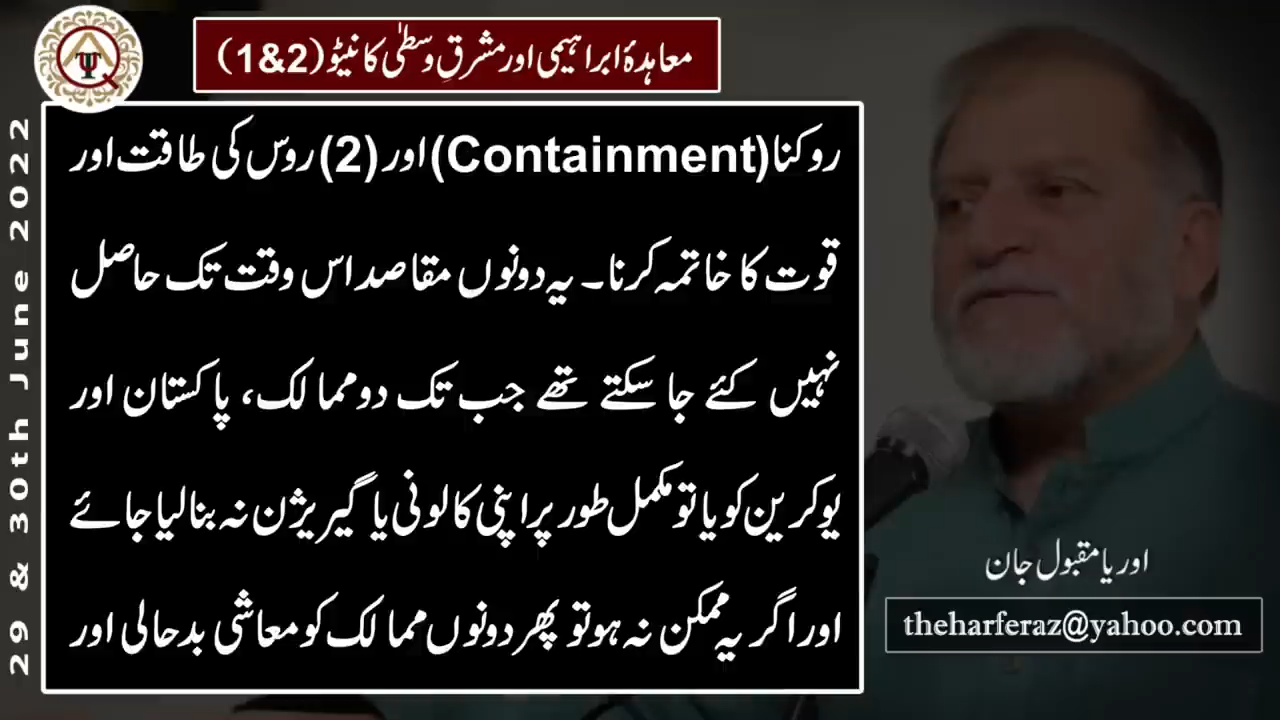 معاہدۂ ابراہیمی اور مشرقِ وسطیٰ کا نیٹو (1&2)
روکنا (Containment) اور (2) روس کی طاقت اور
قوت کا خاتمہ کرنا۔ یہ دونوں مقاصد اس وقت تک حاصل
نہیں کئے جا سکتے تھے جب تک دو ممالک، پاکستان اور
یوکرین کو یا تو مکمل طور پر اپنی کالونی یا گیریژن نہ بنا لیا جائے
اور اگر یہ ممکن نہ ہو تو پھر دونوں ممالک کو معاشی بدحالی اور
29 & 30th June 2022
اوریا مقبول جان
theharferaz@yahoo.com